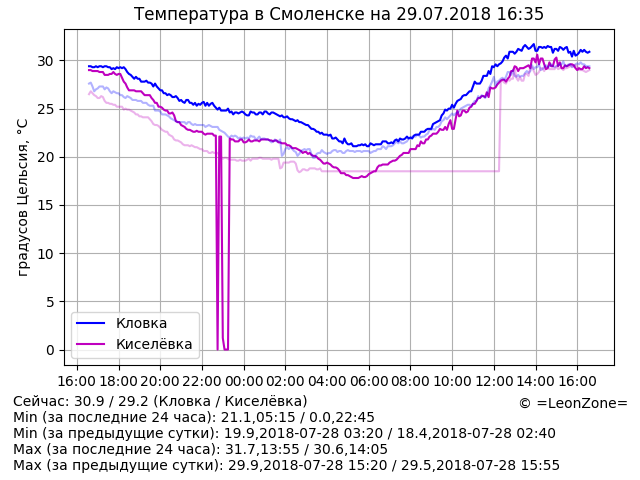 Температура в Смоленске на 29.07.2018 16:35
градусов Цельсия, °C
30
25
20
15
10
5
0
Кловка
Киселёвка
16:00 18:00 20:00 22:00 00:00 02:00 04:00 06:00 08:00 10:00 12:00 14:00 16:00
Сейчас: 30.9 / 29.2 (Кловка / Киселёвка)
© =LeonZone=
Min (за последние 24 часа): 21.1,05:15 / 0.0,22:45
Min (за предыдущие сутки): 19.9,2018-07-28 03:20 / 18.4,2018-07-28 02:40
Max (за последние 24 часа): 31.7,13:55 / 30.6,14:05
Max (за предыдущие сутки): 29.9,2018-07-28 15:20 / 29.5,2018-07-28 15:55